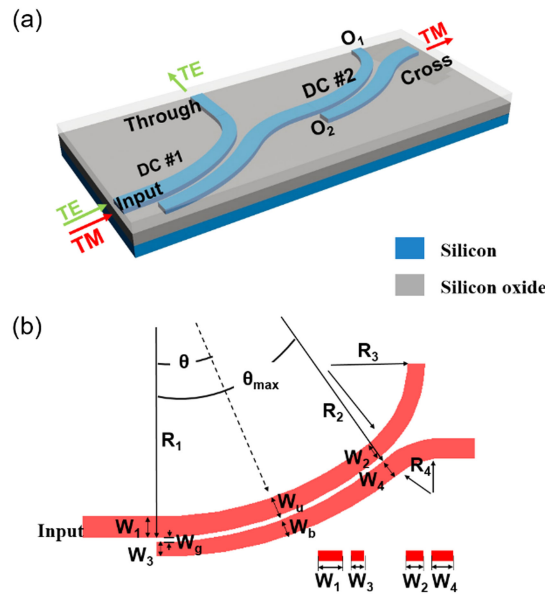 (a)
O1
TM
TE
DC #2
Cross
Through
O2
DC #1
Input
TE
TM
Silicon
Silicon oxide
(b)
θ
θmax
R3
R1
R2
W2
W4
R4
Wu
Input
W1
Wg
Wb
W3
W1 W3 W2 W4